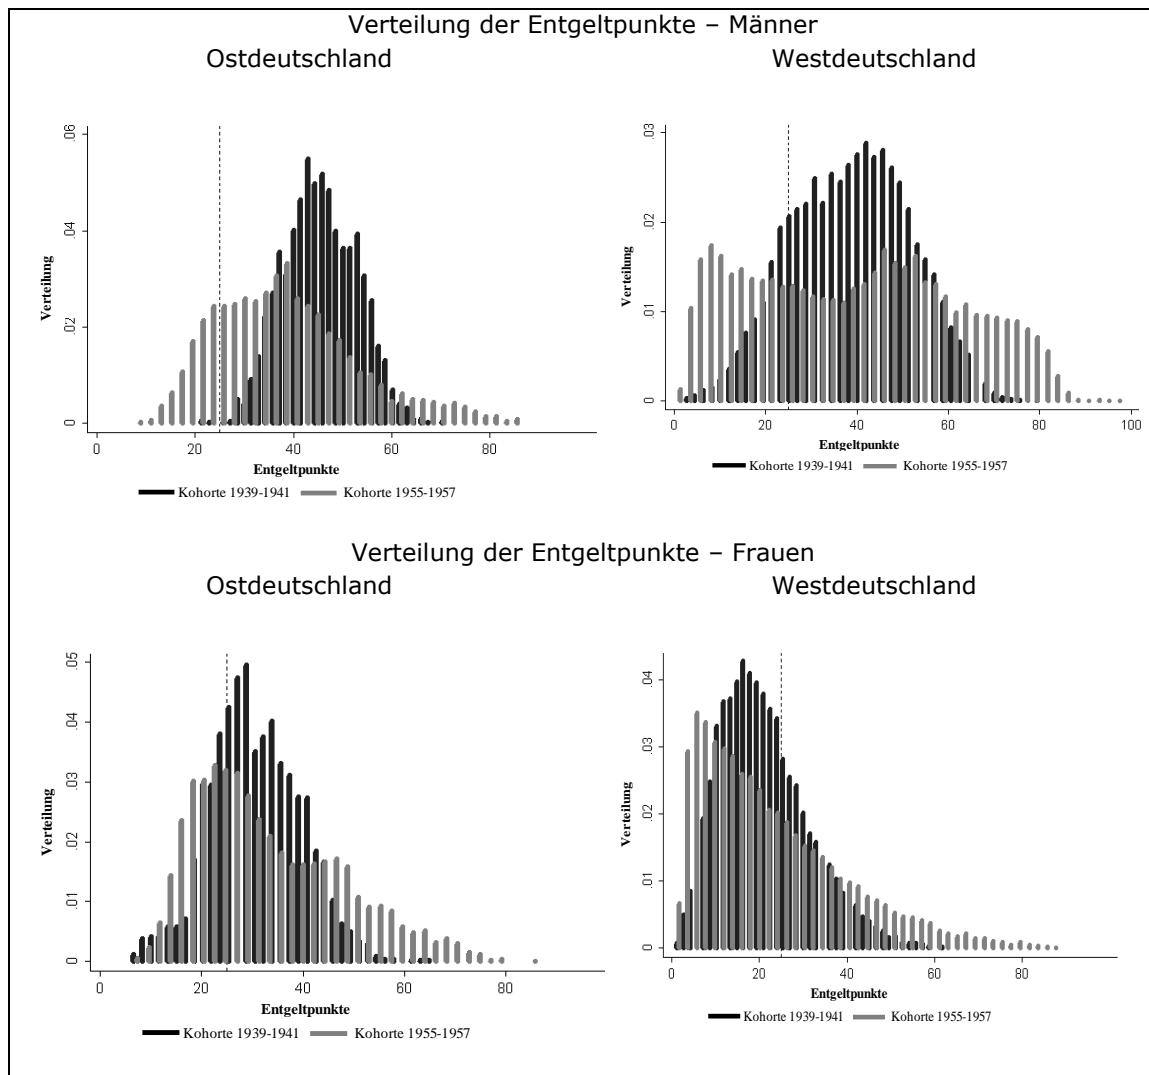 Verteilung der Entgeltpunkte – Männer
Ostdeutschland
Westdeutschland
.06
.04
.02
0
Verteilung
0 20 40 60 80
Entgeltpunkte
Kohorte 1939-1941 Kohorte 1955-1957
.03
.02
.01
0
Verteilung
0 20 40 60 80 100
Entgeltpunkte
Kohorte 1939-1941 Kohorte 1955-1957
Verteilung der Entgeltpunkte – Frauen
Ostdeutschland
Westdeutschland
.05
.04
.03
.02
.01
0
Verteilung
0 20 40 60 80
Entgeltpunkte
Kohorte 1939-1941 Kohorte 1955-1957
.04
.03
.02
.01
0
Verteilung
0 20 40 60 80
Entgeltpunkte
Kohorte 1939-1941 Kohorte 1955-1957